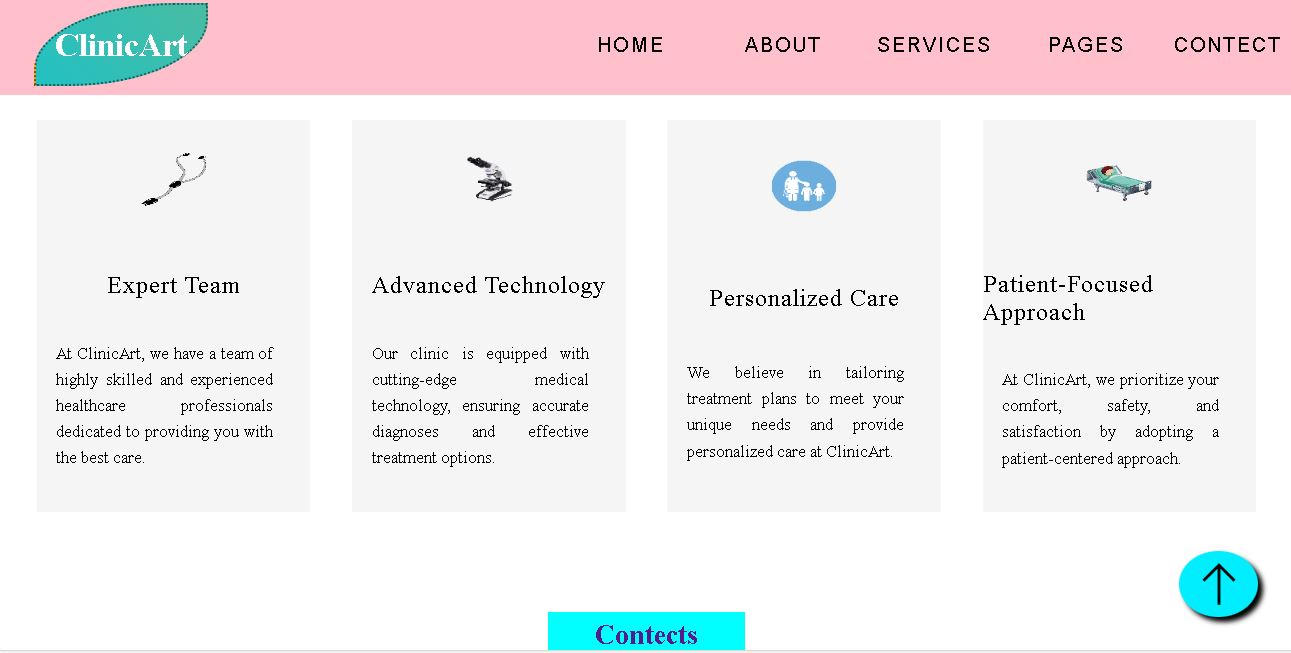 ClinicArt
HOME ABOUT SERVICES PAGES CONTECT
Expert Team
At ClinicArt, we have a team of
highly skilled and experienced
healthcare professionals
dedicated to providing you with
the best care.
Advanced Technology
Our clinic is equipped with
cutting-edge medical
technology, ensuring accurate
diagnoses and effective
treatment options.
Personalized Care
We believe in tailoring
treatment plans to meet your
unique needs and provide
personalized care at ClinicArt.
Patient-Focused
Approach
At ClinicArt, we prioritize your
comfort, safety, and
satisfaction by adopting a
patient-centered approach.
Contects